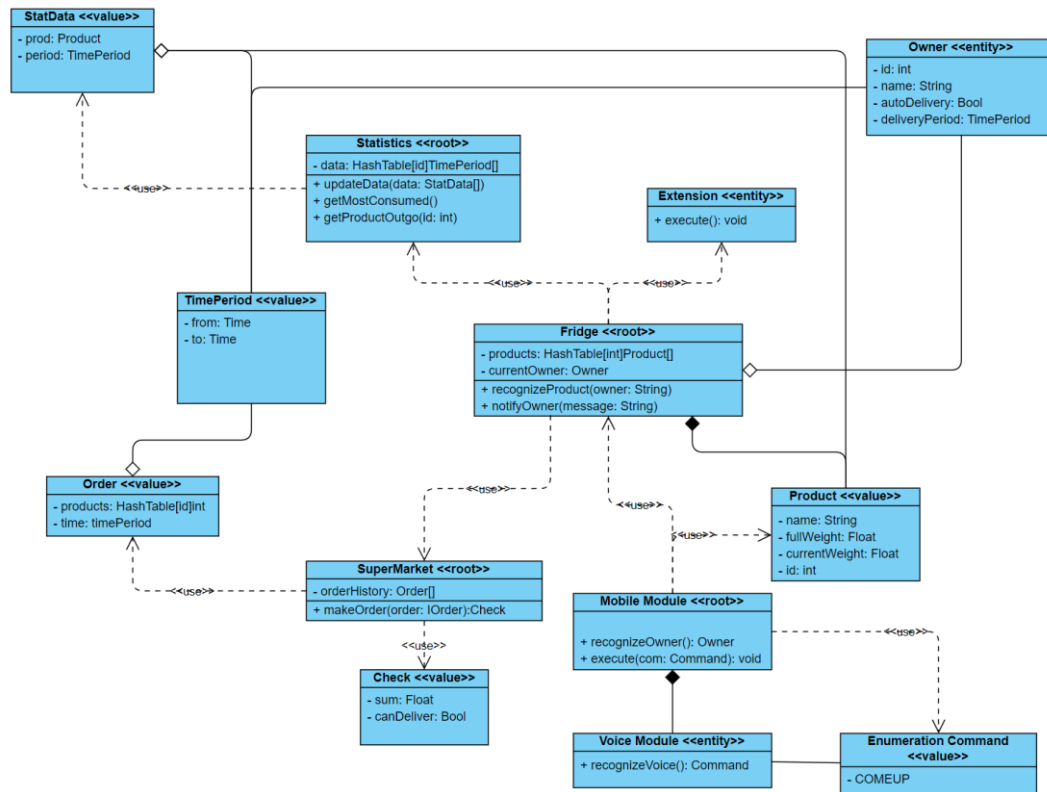 StatData <<value>>
- prod: Product
- period: TimePeriod
Owner <<entity>>
- id: int
- name: String
- autoDelivery: Bool
- deliveryPeriod: TimePeriod
Statistics <<root>>
- data: HashTable[id]TimePeriod[]
+ updateData(data: StatData[])
+ getMostConsumed()
+ getProductOutgo(id: int)
<<use>>
Extension <<entity>>
+ execute(): void
<<use>>
<<use>>
TimePeriod <<value>>
- from: Time
- to: Time
Fridge <<root>>
- products: HashTable[int]Product[]
- currentOwner: Owner
+ recognizeProduct(owner: String)
+ notifyOwner(message: String)
Order <<value>>
- products: HashTable[id]int
- time: timePeriod
<<use>>
<<use>>
Product <<value>>
- name: String
- fullWeight: Float
- currentWeight: Float
- id: int
<<use>>
<<use>>
SuperMarket <<root>>
- orderHistory: Order[]
+ makeOrder(order: IOrder):Check
<<use>>
Mobile Module <<root>>
+ recognizeOwner(): Owner
+ execute(com: Command): void
<<use>>
Check <<value>>
- sum: Float
- canDeliver: Bool
Voice Module <<entity>>
+ recognizeVoice(): Command
Enumeration Command
<<value>>
- COMEUP